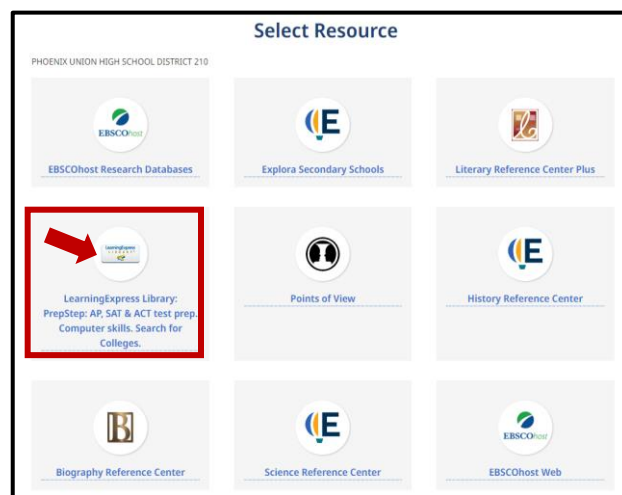 Select Resource
PHOENIX UNION HIGH SCHOOL DISTRICT 210
EBSCOhost
EBSCOhost Research Databases
Explora Secondary Schools
Literary Reference Center Plus
LearningExpress
LIBRARY
LearningExpress Library:
PrepStep: AP, SAT & ACT test prep.
Computer skills. Search for
Colleges.
Points of View
History Reference Center
B
Biography Reference Center
Science Reference Center
EBSCOhost
EBSCOhost Web